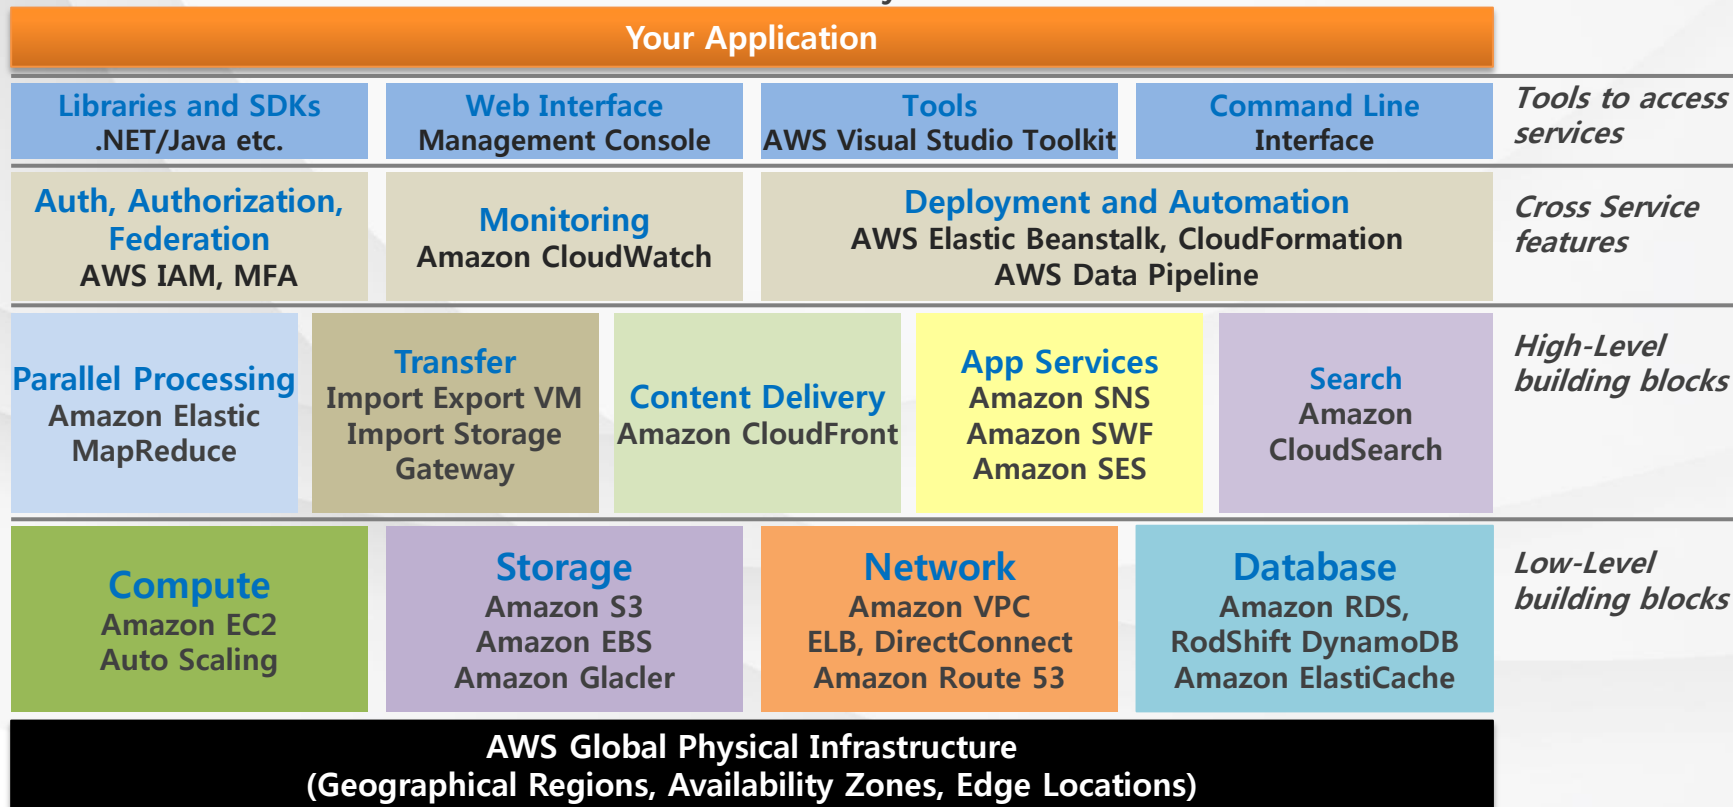 Your Application
Libraries and SDKs
.NET/Java etc.
Web Interface
Management Console
Tools
AWS Visual Studio Toolkit
Command Line
Interface
Tools to access
services
Auth, Authorization,
Federation
AWS IAM, MFA
Monitoring
Amazon CloudWatch
Deployment and Automation
AWS Elastic Beanstalk, CloudFormation
AWS Data Pipeline
Cross Service
features
Parallel Processing
Amazon Elastic
MapReduce
Transfer
Import Export VM
Import Storage
Gateway
Content Delivery
Amazon CloudFront
App Services
Amazon SNS
Amazon SWF
Amazon SES
Search
Amazon
CloudSearch
High-Level
building blocks
Compute
Amazon EC2
Auto Scaling
Storage
Amazon S3
Amazon EBS
Amazon Glacler
Network
Amazon VPC
ELB, DirectConnect
Amazon Route 53
Database
Amazon RDS,
RodShift DynamoDB
Amazon ElastiCache
Low-Level
building blocks
AWS Global Physical Infrastructure
(Geographical Regions, Availability Zones, Edge Locations)